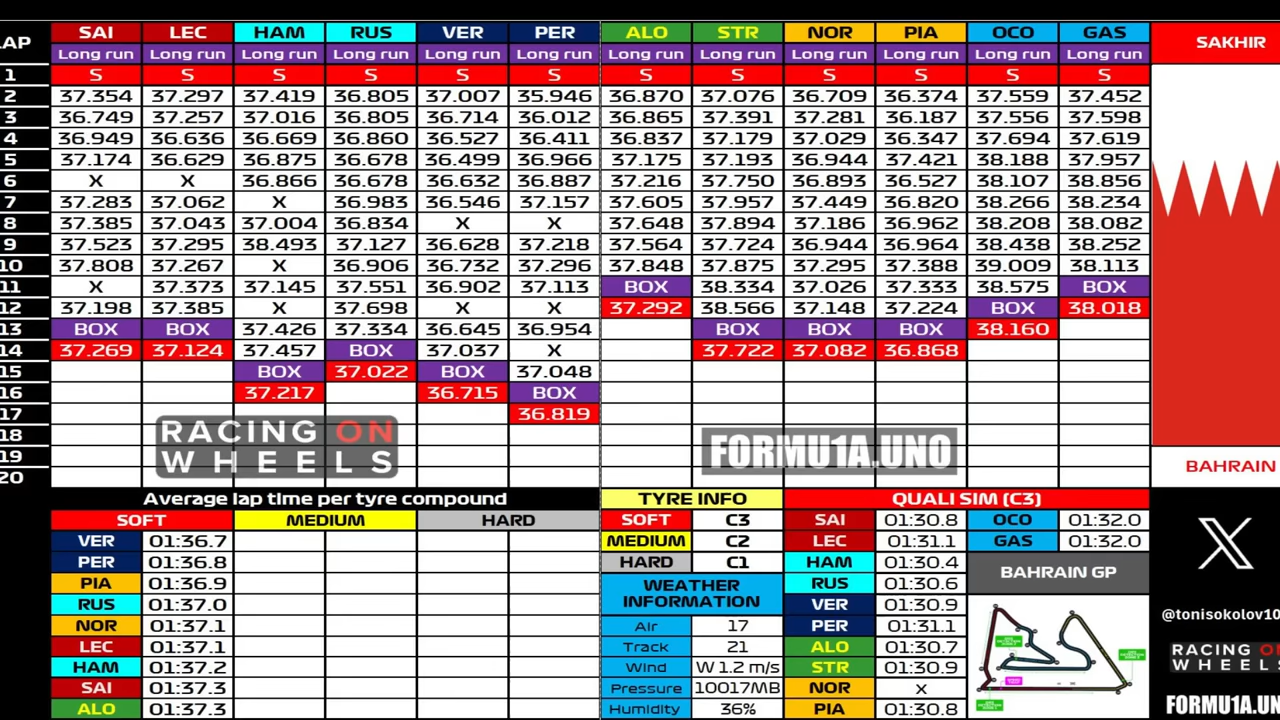 LAP SAI LEC HAM RUS VER PER ALO STR NOR PIA OCO GAS SAKHIR
Long run Long run Long run Long run Long run Long run Long run Long run Long run Long run Long run Long run
1 S S S S S S S S S S S S
2 37.354 37.297 37.419 36.805 37.007 35.946 36.870 37.076 36.709 36.374 37.559 37.452
3 36.749 37.257 37.016 36.805 36.714 36.012 36.865 37.391 37.281 36.187 37.556 37.598
4 36.949 36.636 36.669 36.860 36.527 36.411 36.837 37.179 37.029 36.347 37.694 37.619
5 37.174 36.629 36.875 36.678 36.499 36.966 37.175 37.193 36.944 37.421 38.188 37.957
6 X X 36.866 36.678 36.632 36.887 37.216 37.750 36.893 36.527 38.107 38.856
7 37.283 37.062 X 36.983 36.546 37.157 37.605 37.957 37.449 36.820 38.266 38.234
8 37.385 37.043 37.004 36.834 X X 37.648 37.894 37.186 36.962 38.208 38.082
9 37.523 37.295 38.493 37.127 36.628 37.218 37.564 37.724 36.944 36.964 38.438 38.252
10 37.808 37.267 X 36.906 36.732 37.296 37.848 37.875 37.295 37.388 39.009 38.113
11 X 37.373 37.145 37.551 36.902 37.113 BOX 38.334 37.026 37.333 38.575 BOX
12 37.198 37.385 X 37.698 X X 37.292 38.566 37.148 37.224 BOX 38.018
13 BOX BOX 37.426 37.334 36.645 36.954 BOX BOX BOX 38.160
14 37.269 37.124 37.457 BOX 37.037 X 37.722 37.082 36.868
15 BOX 37.022 BOX 37.048
16 37.217 36.715 BOX
17 36.819
18
19
20
RACING ON
WHEELS
FORMU1A.UNO
BAHRAIN
Average lap time per tyre compound
SOFT MEDIUM HARD
VER 01:36.7
PER 01:36.8
PIA 01:36.9
RUS 01:37.0
NOR 01:37.1
LEC 01:37.1
HAM 01:37.2
SAI 01:37.3
ALO 01:37.3
TYRE INFO
SOFT C3
MEDIUM C2
HARD C1
WEATHER
INFORMATION
Air 17
Track 21
Wind W 1.2 m/s
Pressure 10017MB
Humidity 36%
QUALI SIM (C3)
SAI 01:30.8 OCO 01:32.0
LEC 01:31.1 GAS 01:32.0
HAM 01:30.4
RUS 01:30.6
VER 01:30.9
PER 01:31.1
ALO 01:30.7
STR 01:30.9
NOR x
PIA 01:30.8
BAHRAIN GP
@tonisokolov10
RACING ON
WHEELS
FORMU1A.UNO